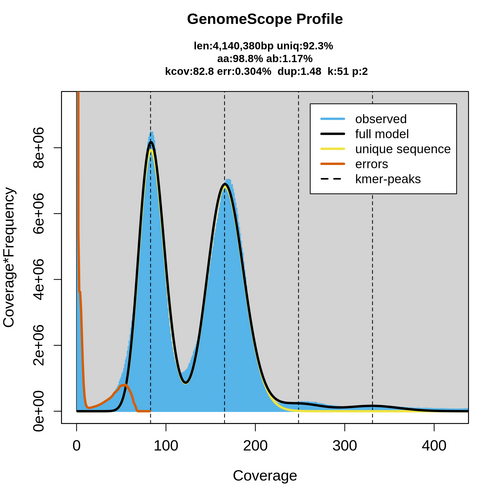 GenomeScope Profile
len:4,140,380bp uniq:92.3%
aa:98.8% ab:1.17%
kcov:82.8 err:0.304% dup:1.48 k:51 p:2
observed
full model
unique sequence
errors
kmer-peaks
Coverage*Frequency
8e+06
6e+06
4e+06
2e+06
0e+00
0 100 200 300 400
Coverage